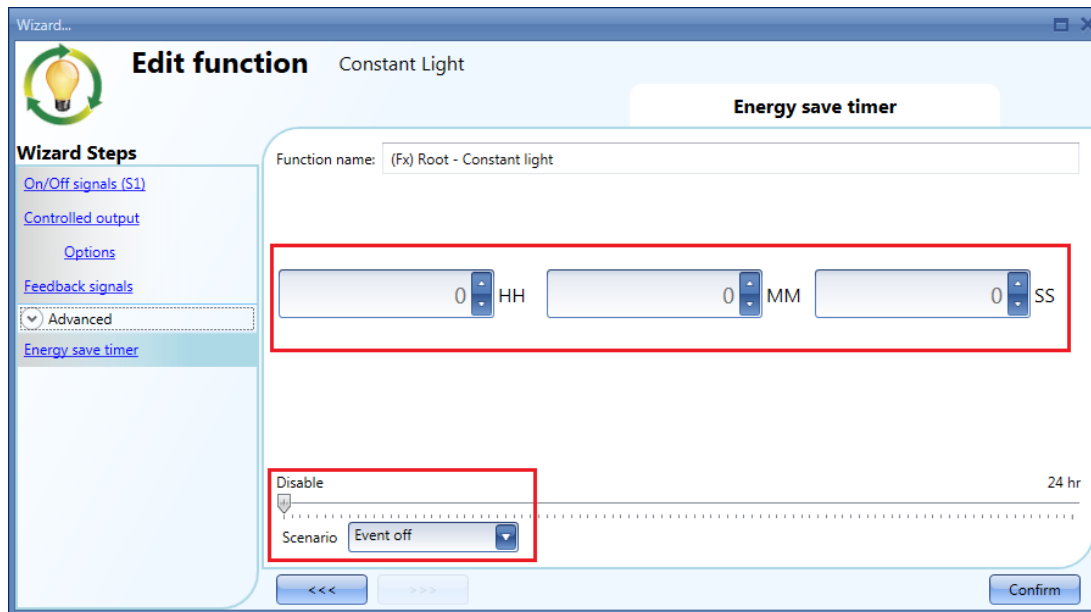 Wizard...
Edit function Constant Light
Energy save timer
Wizard Steps
On/Off signals (S1)
Controlled output
Options
Feedback signals
Advanced
Energy save timer
Function name: (Fx) Root - Constant light
0 HH 0 MM 0 SS
Disable 24 hr
Scenario Event off
<<< >>> Confirm